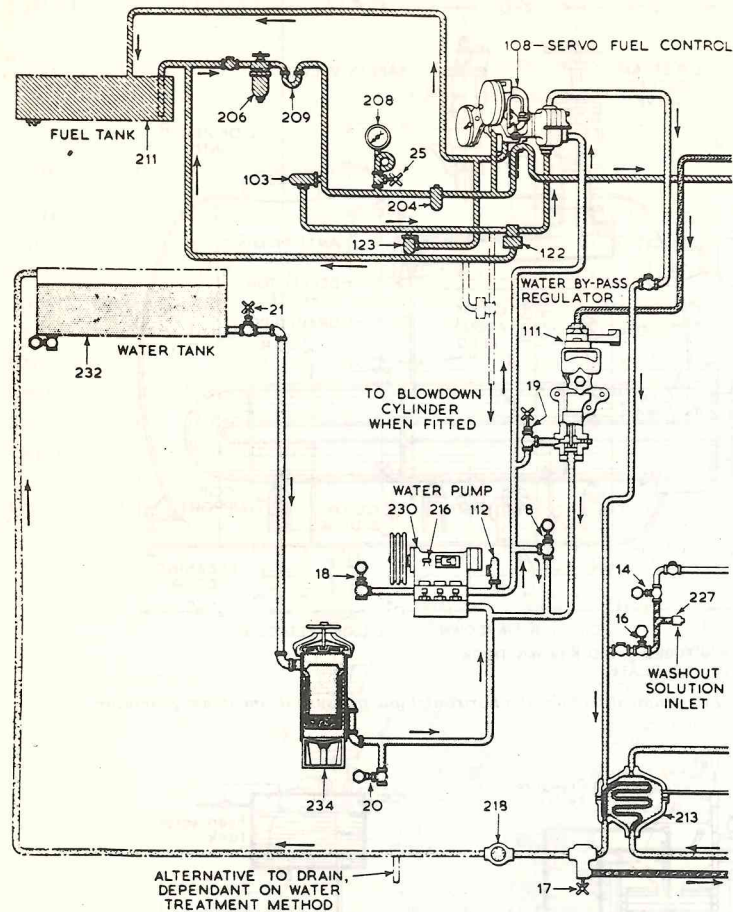 108-SERVO FUEL CONTROL
206
209
208
25
FUEL TANK
211
103
204
123
122
WATER BY-PASS
REGULATOR
111
21
WATER TANK
232
TO BLOWDOWN
CYLINDER
WHEN FITTED
19
WATER PUMP
230 216 112
8
18
14
227
16
WASHOUT
SOLUTION
INLET
234
20
218
213
17
ALTERNATIVE TO DRAIN,
DEPENDANT ON WATER
TREATMENT METHOD